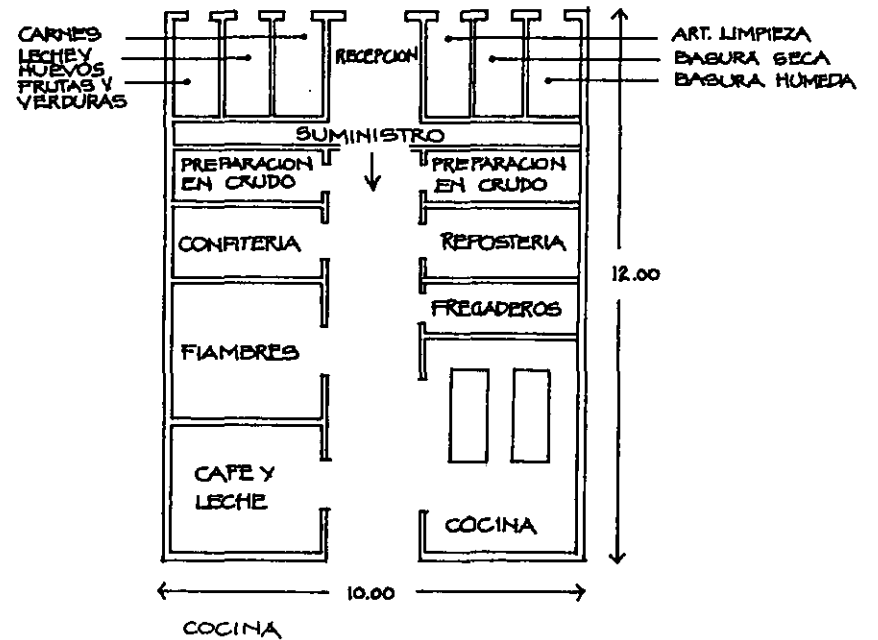 CARNES
LECHE Y
HUEVOS
FRUTAS Y
VERDURAS
RECEPCION
ART. LIMPIEZA
BASURA SECA
BASURA HUMEDA
SUMINISTRO
PREPARACION
EN CRUDO
PREPARACION
EN CRUDO
CONFITERIA
REPOSTERIA
12.00
FREGADEROS
FIAMBRES
CAFE Y
LECHE
COCINA
10.00
COCINA